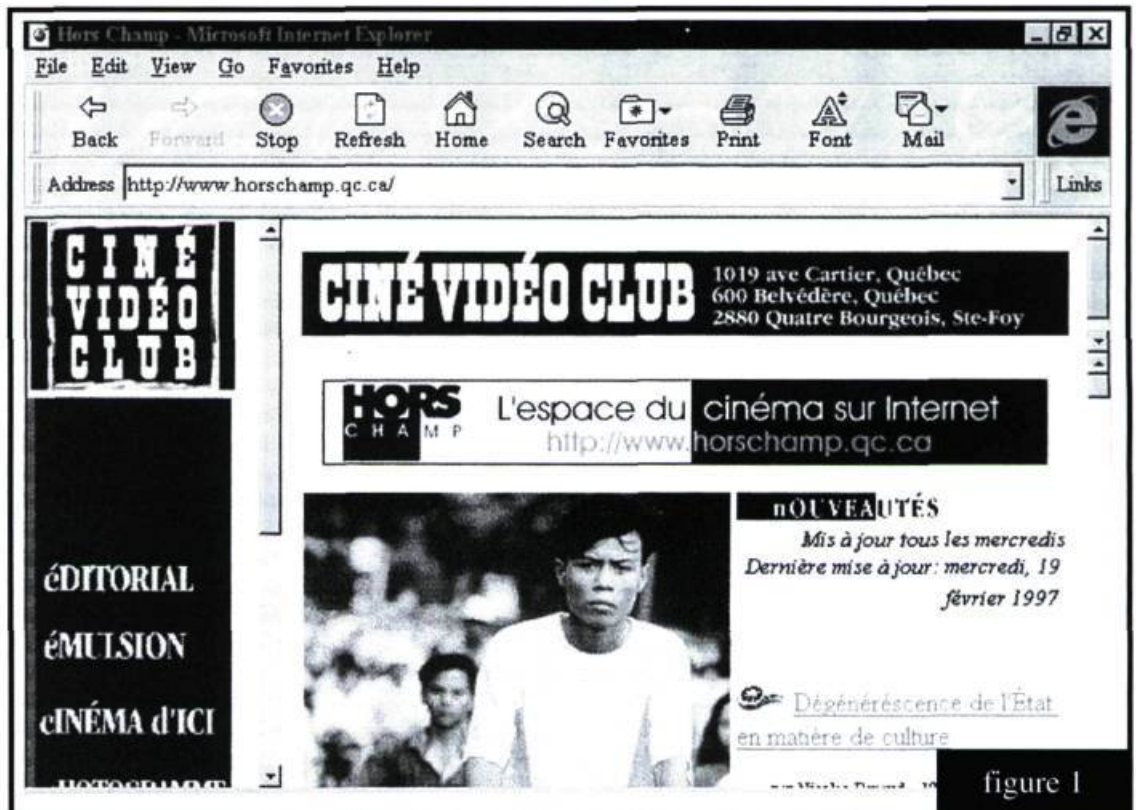 Hors Champ - Microsoft Internet Explorer
File Edit View Go Favorites Help
Back Forward Stop Refresh Home Search Favorites Print Font Mail
Address http://www.horschamp.qc.ca/ Links
CINÉ
VIDÉO
CLUB
éDITORIAL
éMULSION
cINÉMA d'ICI
CINÉ VIDÉO CLUB
1019 ave Cartier, Québec
600 Belvédère, Québec
2880 Quatre Bourgeois, Ste-Foy
HORS
CHAMP
L'espace du cinéma sur Internet
http://www.horschamp.qc.ca
nOUVEAUTÉS
Mis à jour tous les mercredis
Dernière mise à jour: mercredi, 19
février 1997
Dégénéréscence de l'État
en matière de culture
figure 1